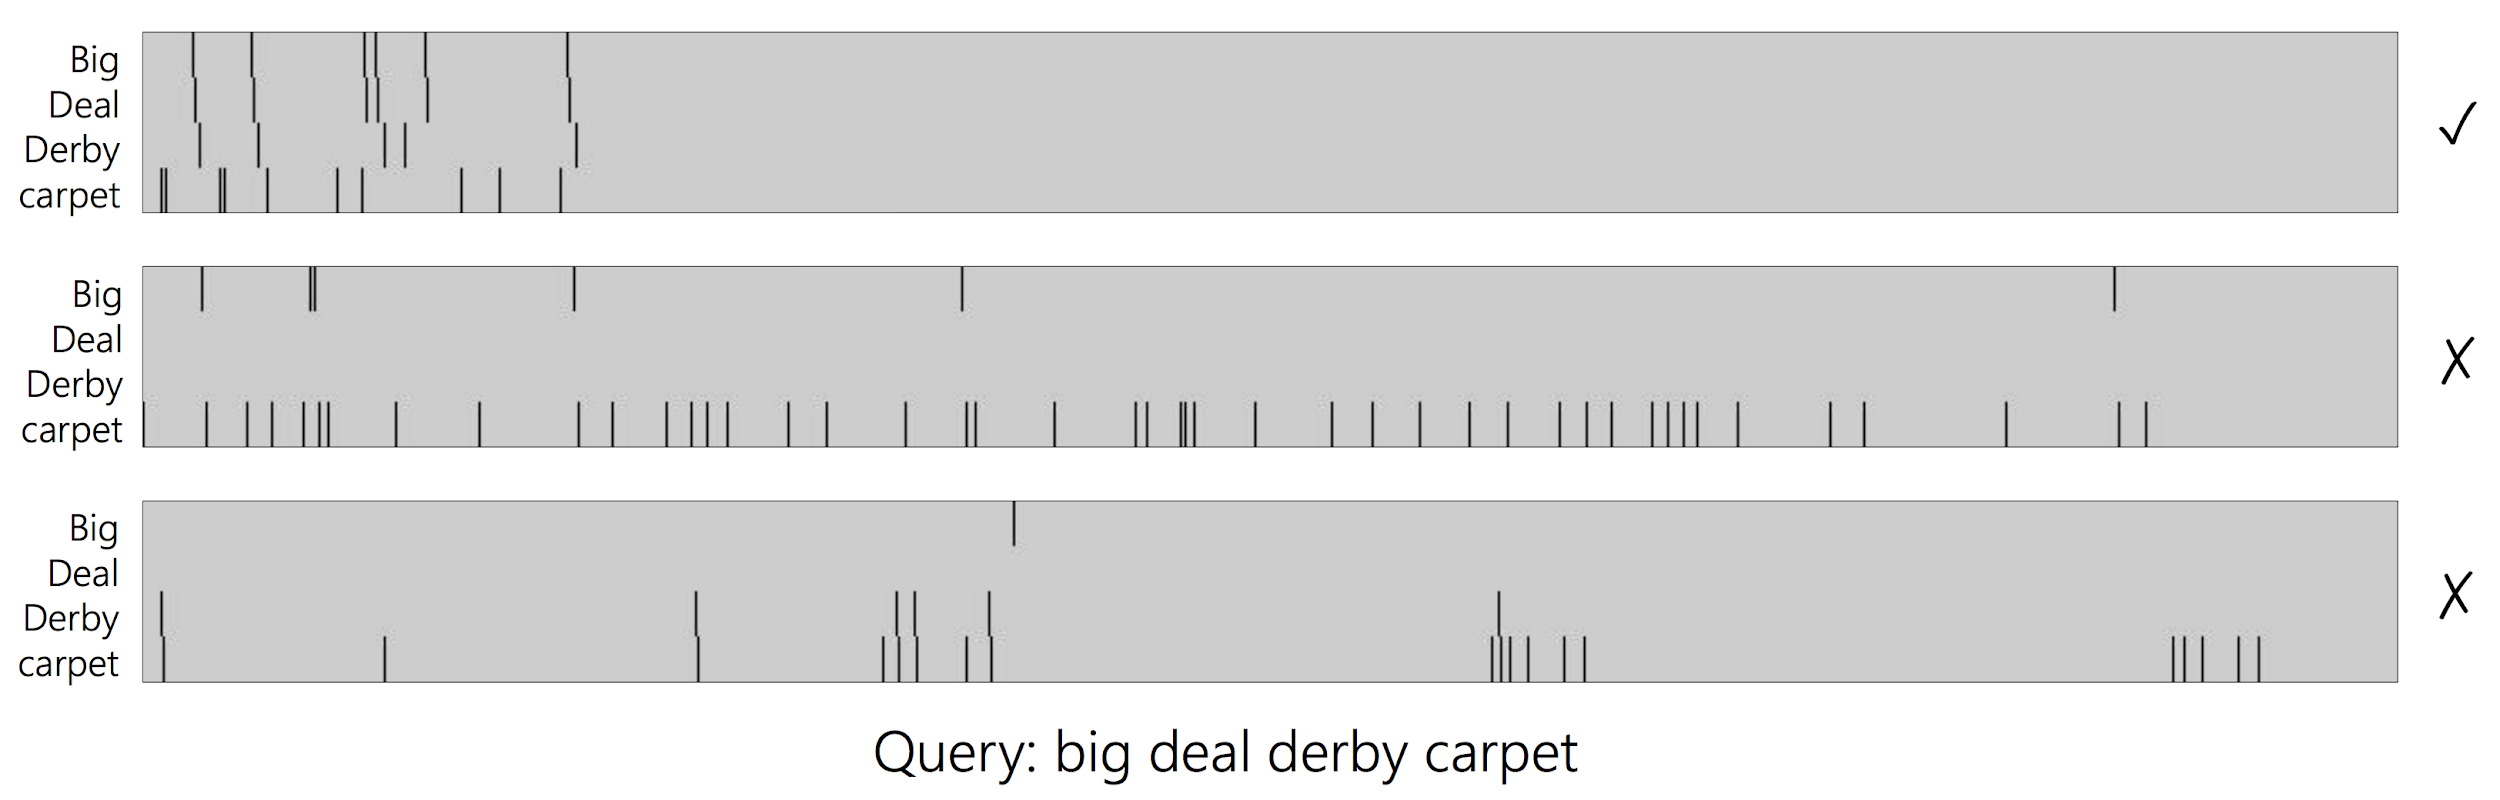 Big
Deal
Derby
carpet
✓
Big
Deal
Derby
carpet
✗
Big
Deal
Derby
carpet
✗
Query: big deal derby carpet